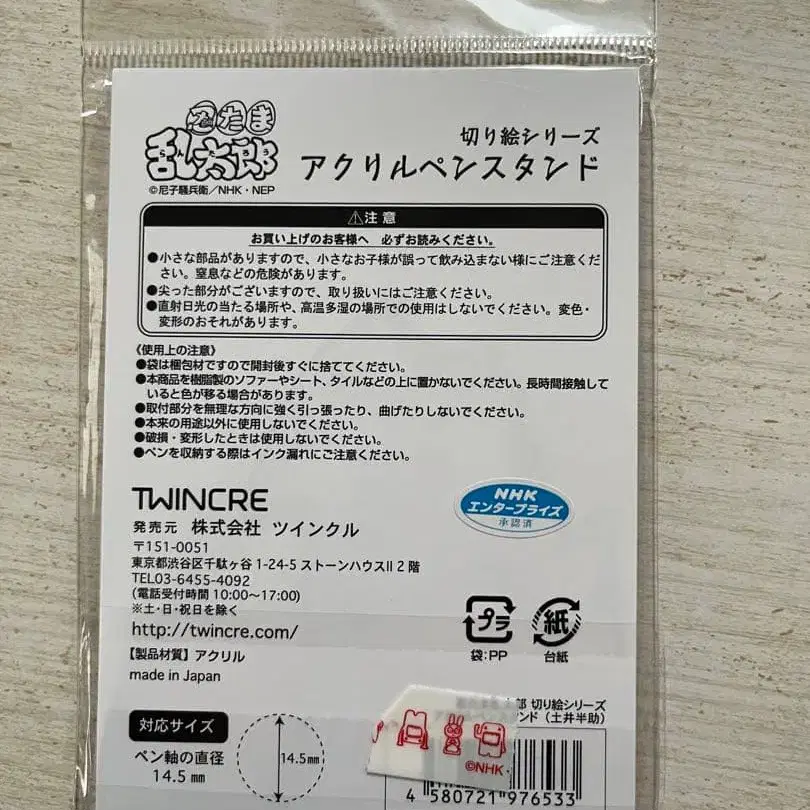 忍たま
乱太郎
らんたろう
©尼子騒兵衛／NHK・NEP
切り絵シリーズ
アクリルペンスタンド
⚠注意
お買い上げのお客様へ 必ずお読みください。
●小さな部品がありますので、小さなお子様が誤って飲み込まない様にご注意くだ
さい。窒息などの危険があります。
●尖った部分がございますので、取り扱いにはご注意ください。
●直射日光の当たる場所や、高温多湿の場所での使用はしないでください。変色・
変形のおそれがあります。
《使用上の注意》
●袋は梱包材ですので開封後すぐに捨ててください。
●本商品を樹脂製のソファーやシート、タイルなどの上に置かないでください。長時間接触して
いると色が移る場合があります。
●取付部分を無理な方向に強く引っ張ったり、曲げたりしないでください。
●本来の用途以外に使用しないでください。
●破損・変形したときは使用しないでください。
●ペンを収納する際はインク漏れにご注意ください。
TWINCRE
発売元 株式会社 ツインクル
〒151-0051
東京都渋谷区千駄ヶ谷 1-24-5 ストーンハウスII 2 階
TEL03-6455-4092
(電話受付時間 10:00～17:00)
※土・日・祝日を除く
http://twincre.com/
【製品材質】アクリル
made in Japan
NHK
エンタープライズ
承認済
プラ
袋:PP
紙
台紙
対応サイズ
ペン軸の直径
14.5㎜
14.5㎜
郎 切り絵シリーズ
ンド（土井半助）
©NHK
4 580721 976533